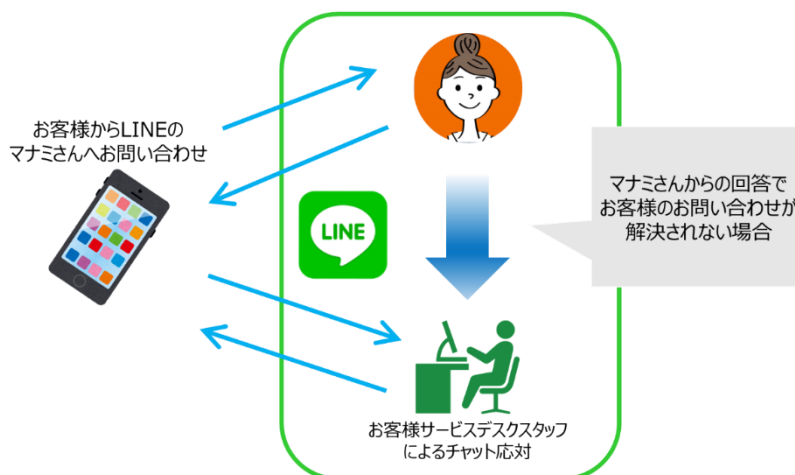 お客様からLINEの
マナミさんへお問い合わせ
LINE
マナミさんからの回答で
お客様のお問い合わせが
解決されない場合
お客様サービスデスクスタッフ
によるチャット応対